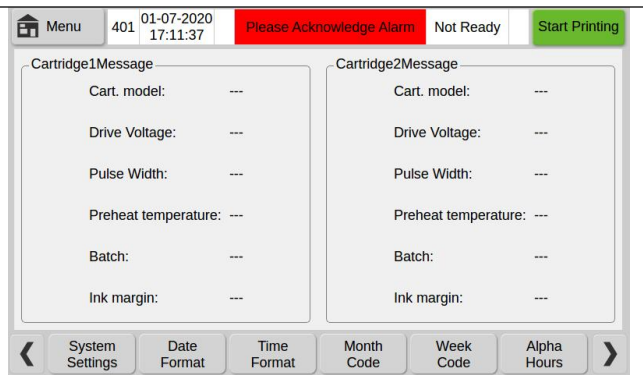 Menu
401
01-07-2020
17:11:37
Please Acknowledge Alarm
Not Ready
Start Printing
Cartridge1Message
Cart. model: ---
Drive Voltage: ---
Pulse Width: ---
Preheat temperature: ---
Batch: ---
Ink margin: ---
Cartridge2Message
Cart. model: ---
Drive Voltage: ---
Pulse Width: ---
Preheat temperature: ---
Batch: ---
Ink margin: ---
System
Settings
Date
Format
Time
Format
Month
Code
Week
Code
Alpha
Hours